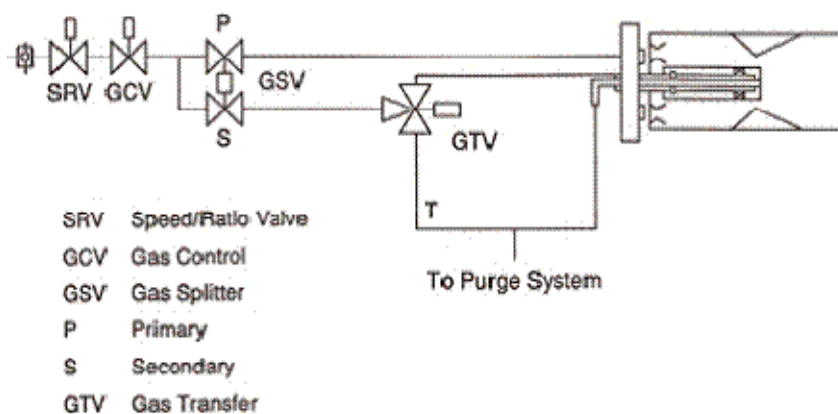 P
SRV GCV GSV
S GTV
T
SRV Speed/Ratio Valve
To Purge System
GCV Gas Control
GSV Gas Splitter
P Primary
S Secondary
GTV Gas Transfer